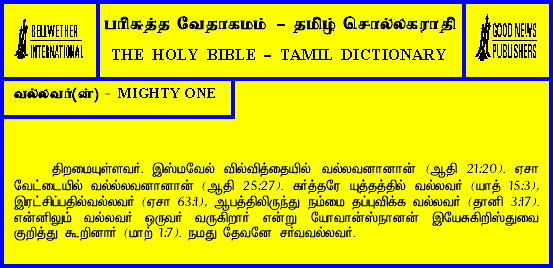 BELLWETHER
INTERNATIONAL
பரிசுத்த வேதாகமம் – தமிழ் சொல்லகராதி
THE HOLY BIBLE – TAMIL DICTIONARY
GOOD NEWS
PUBLISHERS
வல்லவர்(ன்) - MIGHTY ONE
திறமையுள்ளவர். இஸ்மவேல் வில்வித்தையில் வல்லவனானான் (ஆதி 21:20). ஏசா
வேட்டையில் வல்ல்லவனானான் (ஆதி 25:27). கர்த்தரே யுத்தத்தில் வல்லவர் (யாத் 15:3),
இரட்சிப்பதில்வல்லவர் (ஏசா 63:1), ஆபத்திலிருந்து நம்மை தப்புவிக்க வல்லவர் (தானி 3:17).
என்னிலும் வல்லவர் ஒருவர் வருகிறார் என்று யோவான்ஸ்நானன் இயேசுகிறிஸ்துவை
குறித்து கூறினார் (மாற் 1:7). நமது தேவனே சர்வவல்லவர்.